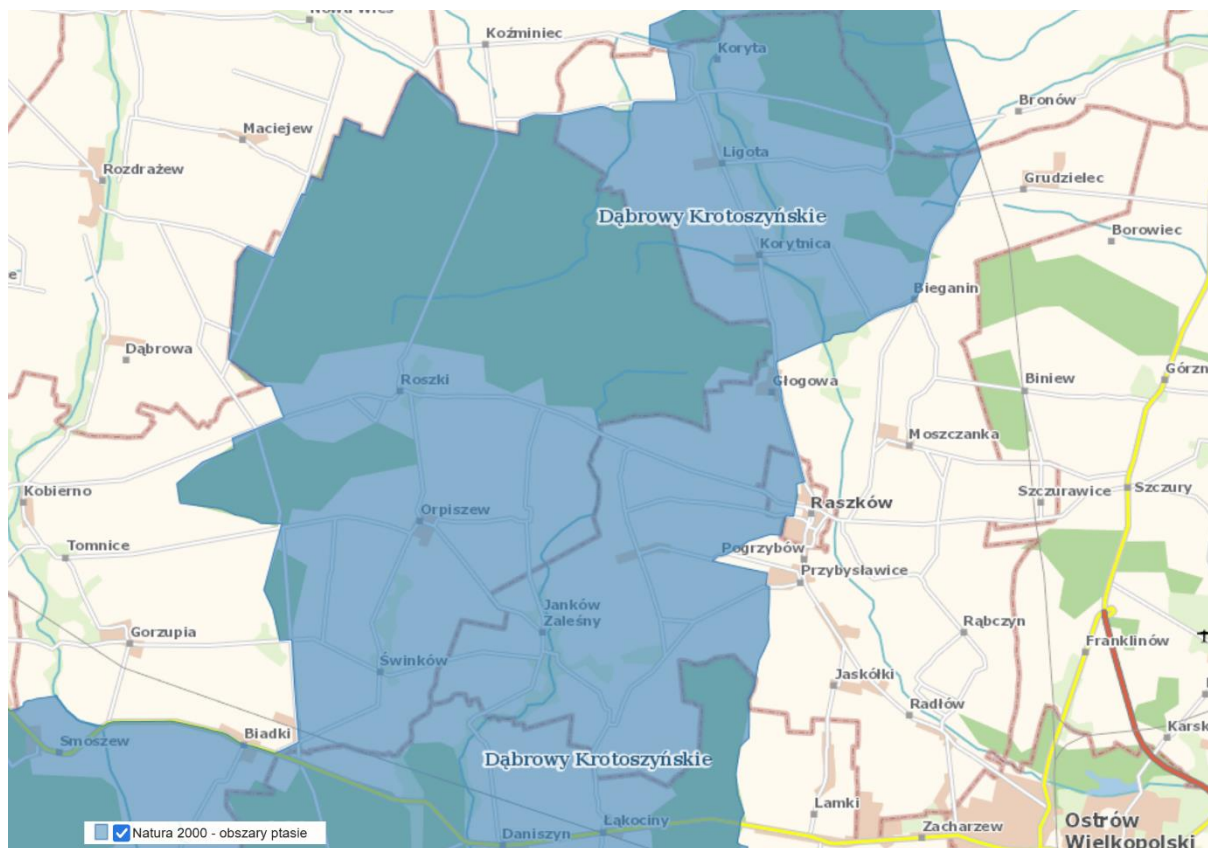 Nowa Wieś
Koźminiec
Koryta
Bronów
Maciejew
Ligota
Rozdrażew
Grudzielec
Dąbrowy Krotoszyńskie
Borowiec
Korytnica
e
Bieganin
Dąbrowa
Roszki
Głogowa
Biniew
Górzn
Moszczanka
Kobierno
Szczurawice
Szczury
Raszków
Orpiszew
Tomnice
Pogrzybów
Przybysławice
Janków
Zaleśny
Gorzupia
Rąbczyn
Franklinów
Świnków
Jaskółki
Radłów
Karsk
Smoszew
Biadki
Dąbrowy Krotoszyńskie
Lamki
Natura 2000 - obszary ptasie
Daniszyn
Łąkociny
Zacharzew
Ostrów
Wielkopolski